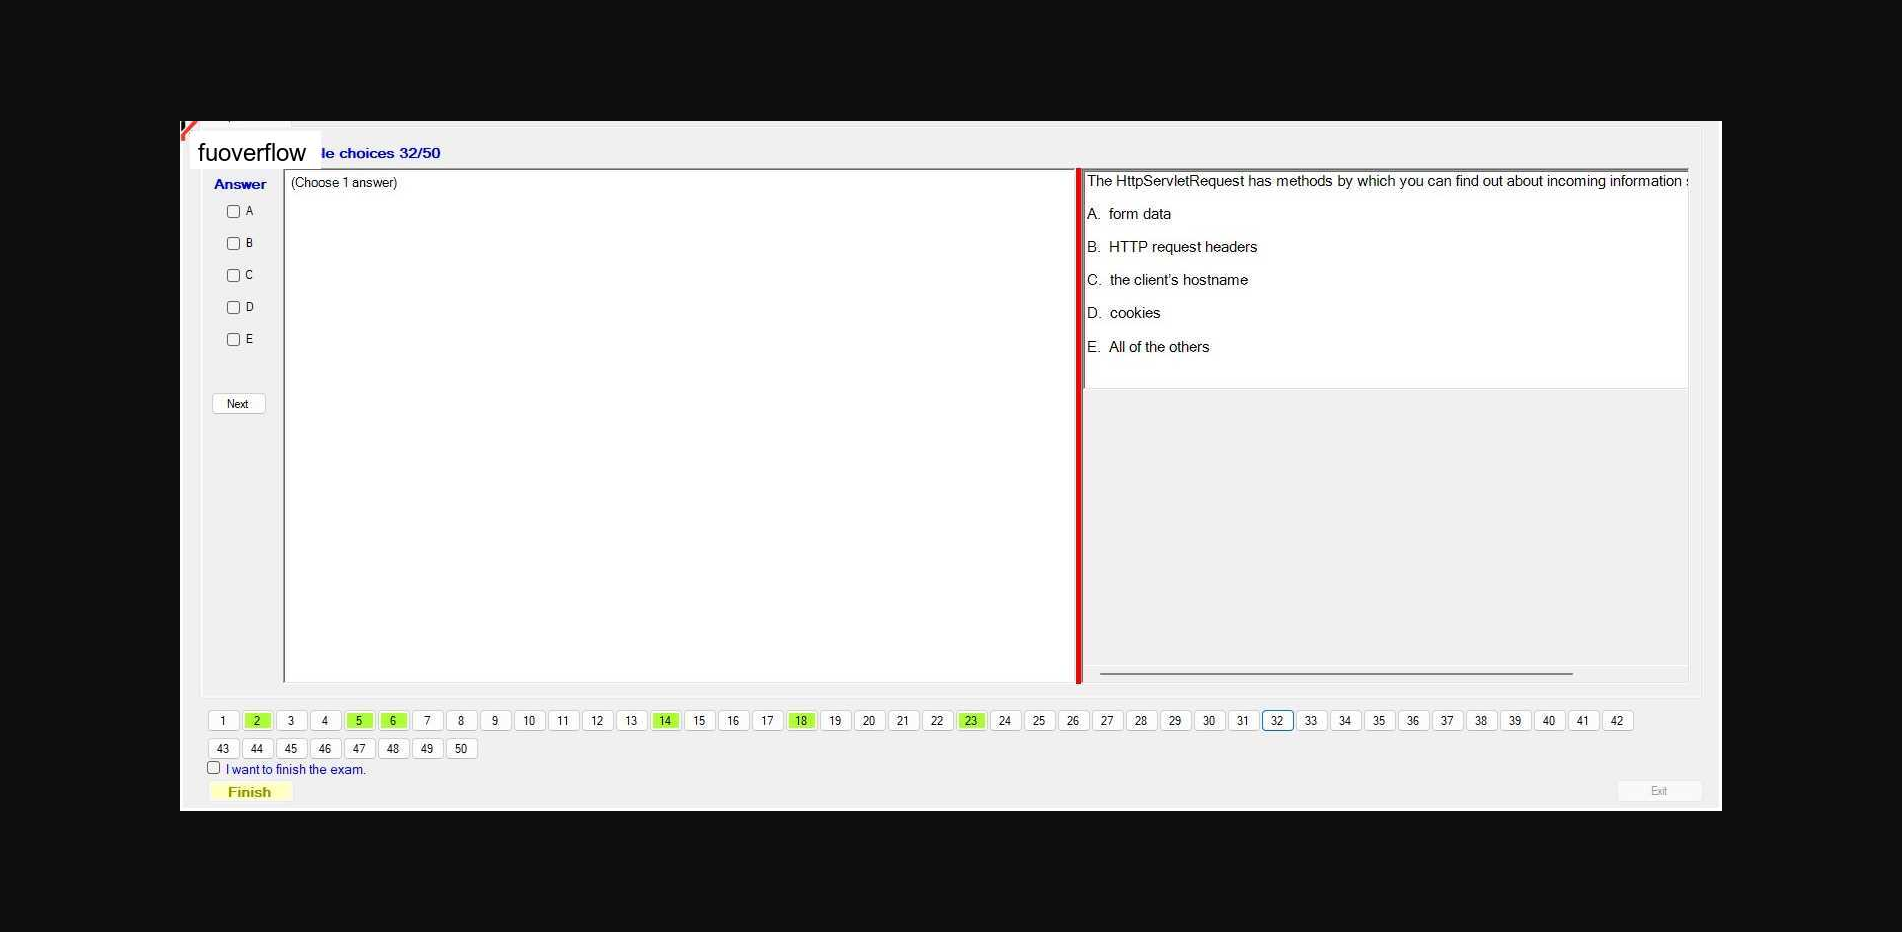 fuoverflow
le choices 32/50
Answer
(Choose 1 answer)
A
B
C
D
E
Next
The HttpServletRequest has methods by which you can find out about incoming information
A. form data
B. HTTP request headers
C. the client's hostname
D. cookies
E. All of the others
1 2 3 4 5 6 7 8 9 10 11 12 13 14 15 16 17 18 19 20 21 22 23 24 25 26 27 28 29 30 31 32 33 34 35 36 37 38 39 40 41 42
43 44 45 46 47 48 49 50
I want to finish the exam.
Finish
Exit